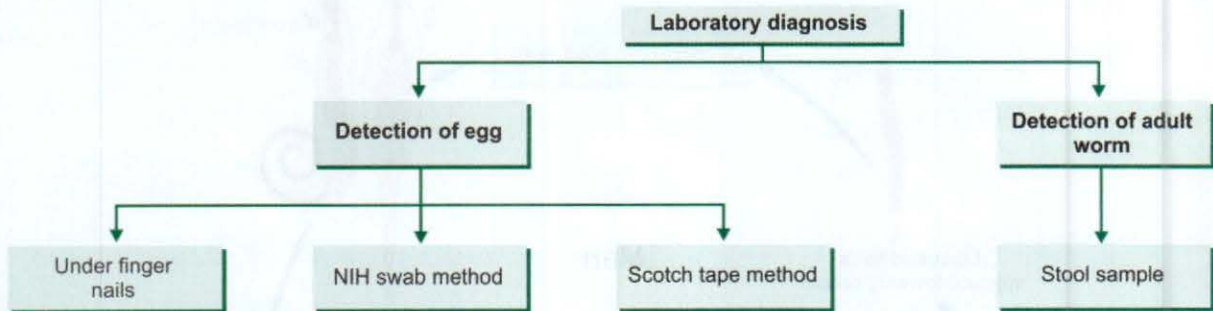 Laboratory diagnosis
Detection of egg
Detection of adult
worm
Under finger
nails
NIH swab method
Scotch tape method
Stool sample